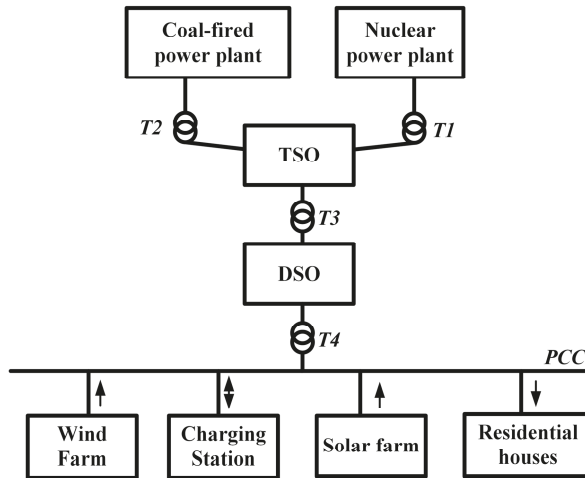 Coal-fired
power plant
Nuclear
power plant
T2
T1
TSO
T3
DSO
T4
PCC
Wind
Farm
Charging
Station
Solar farm
Residential
houses